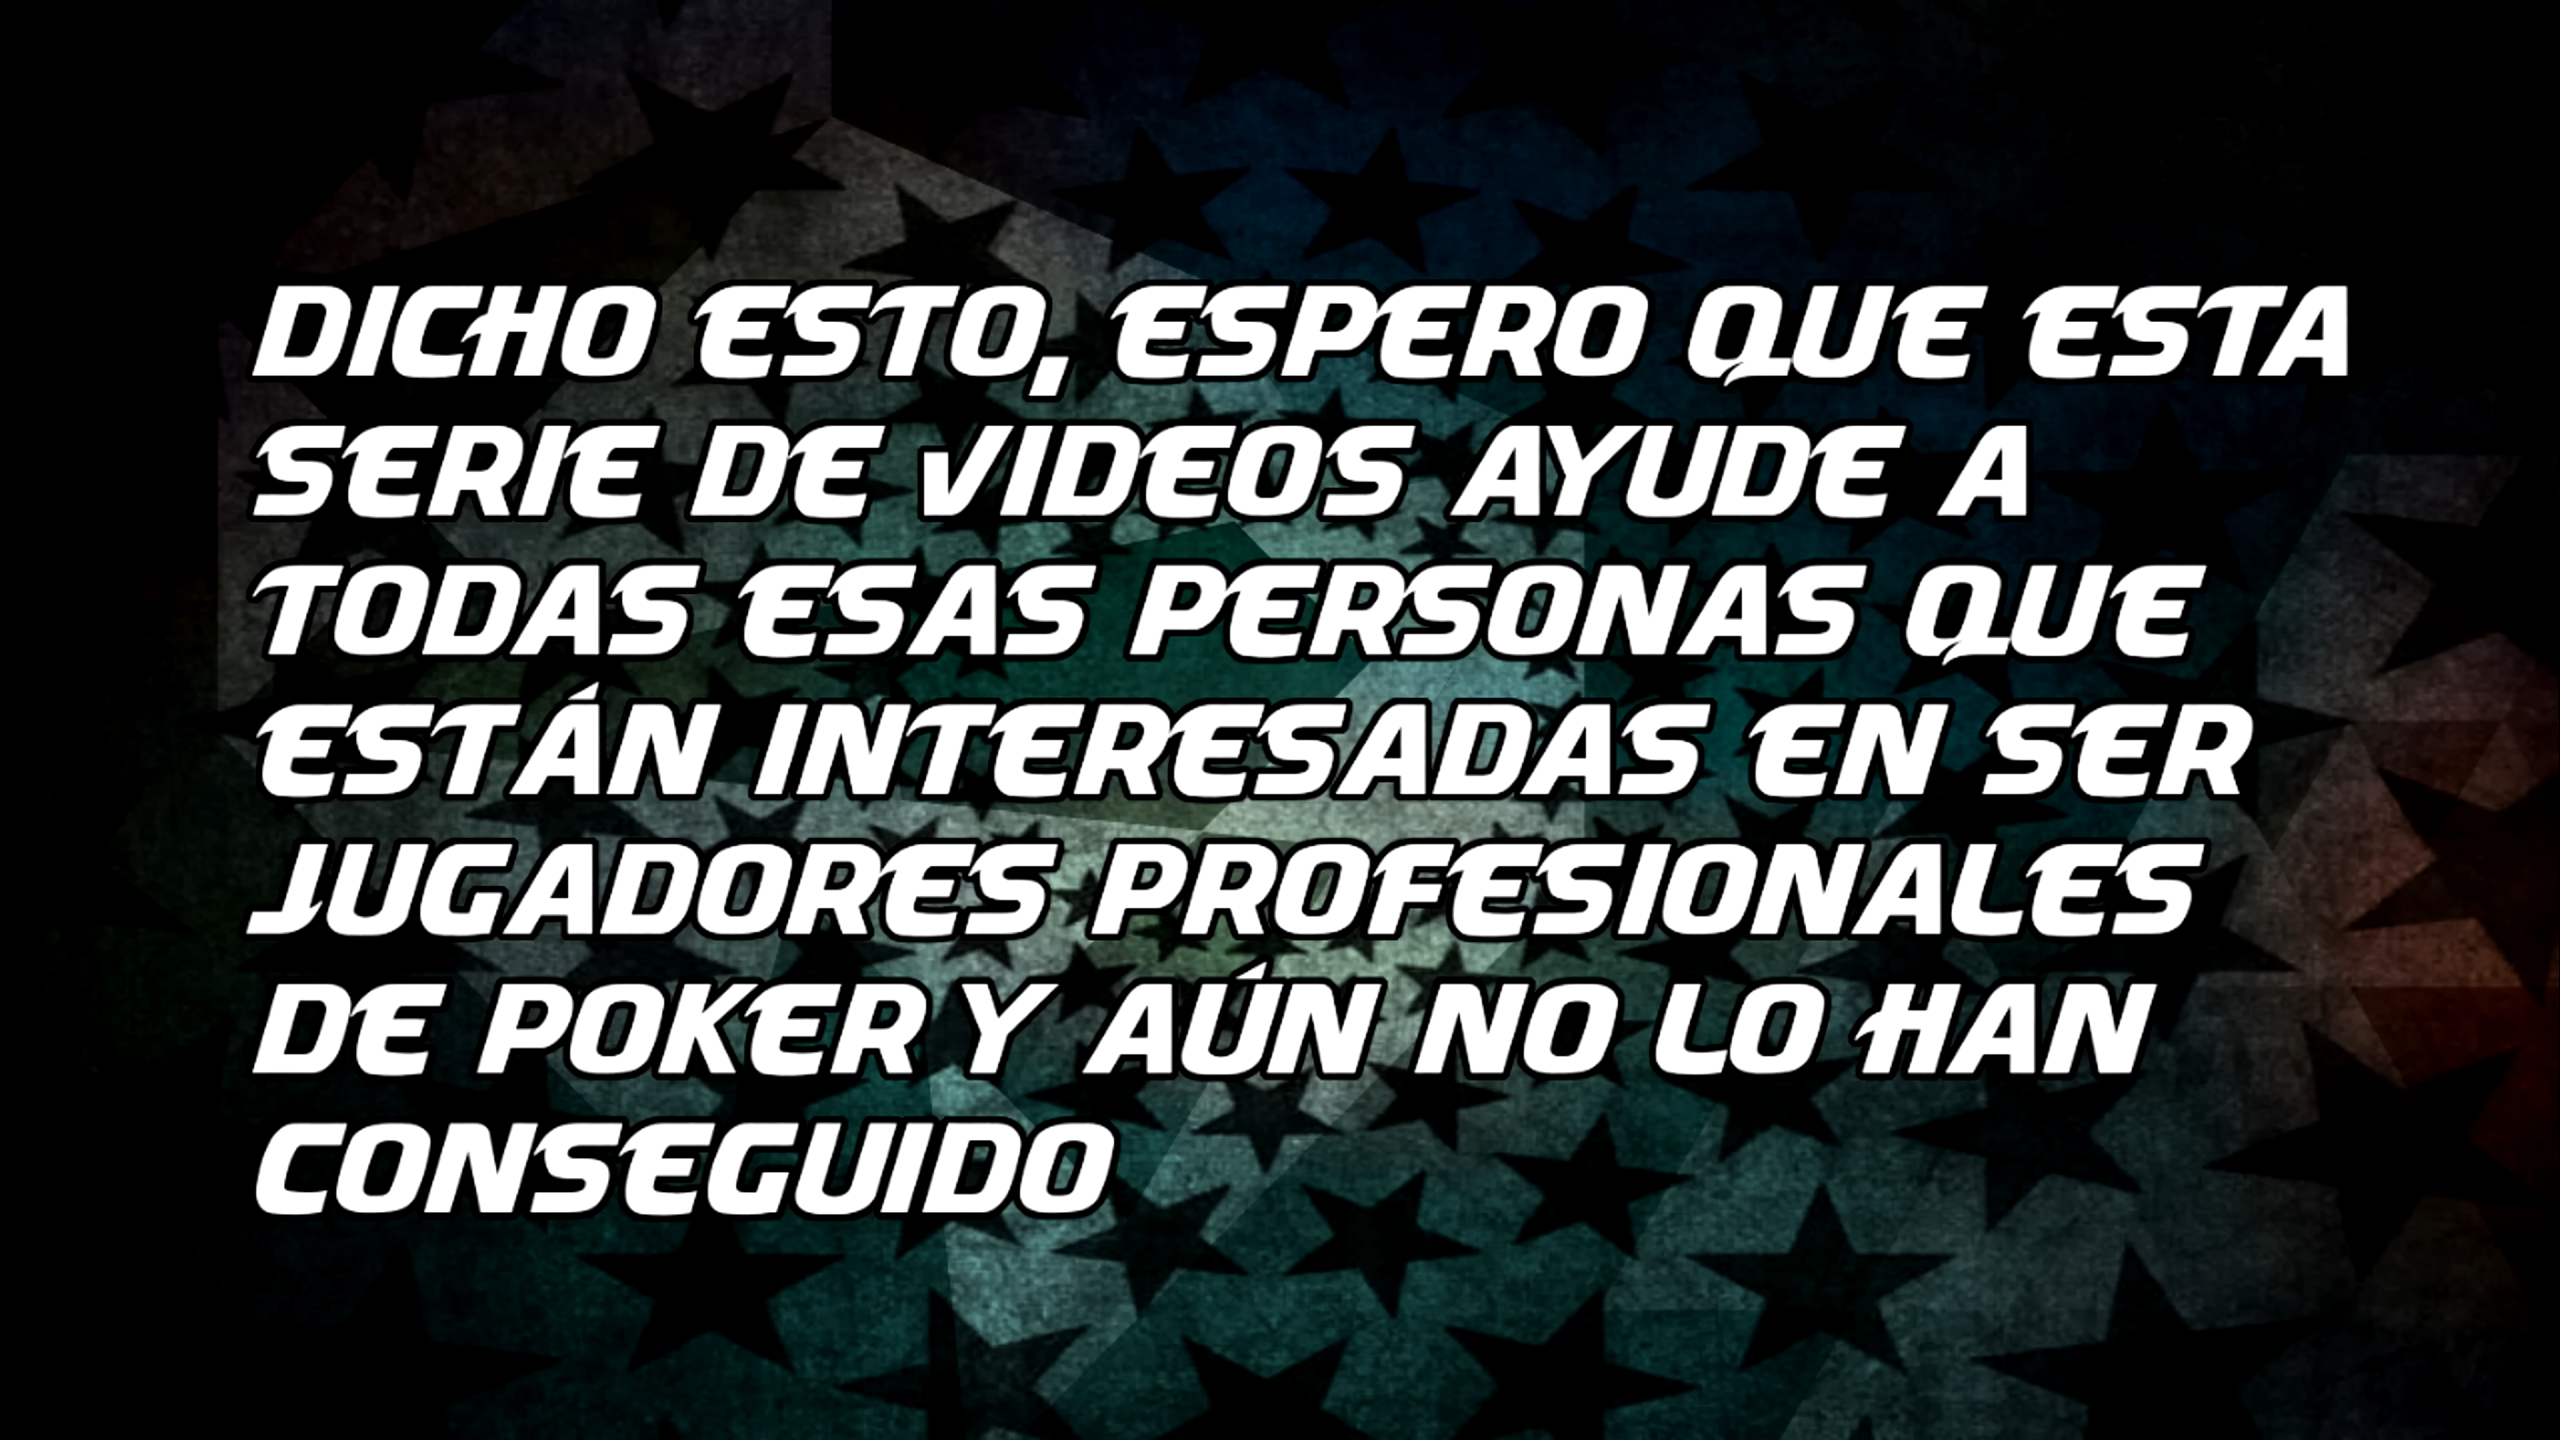 DICHO ESTO, ESPERO QUE ESTA
SERIE DE VIDEOS AYUDE A
TODAS ESAS PERSONAS QUE
ESTÁN INTERESADAS EN SER
JUGADORES PROFESIONALES
DE POKER Y AÚN NO LO HAN
CONSEGUIDO